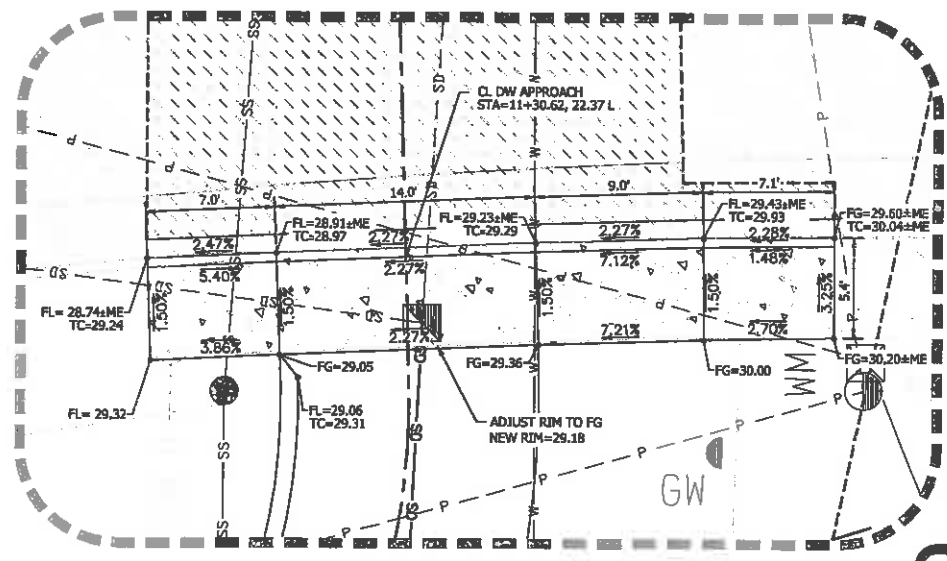 SS
SD
W
P
CL DW APPROACH
STA=11+30.62, 22.37 L
7.0'
14.0'
9.0'
7.1'
FL=28.91±ME
TC=28.97
FL=29.23±ME
TC=29.29
FL=29.43±ME
TC=29.93
FG=29.60±ME
TC=30.04±ME
2.47%
2.27%
2.27%
2.28%
5.40%
2.27%
7.12%
1.48%
FL= 28.74±ME
TC=29.24
1.50%
1.50%
1.50%
1.50%
3.25%
5.4'
3.86%
2.27%
7.21%
2.70%
FL= 29.32
FG=29.05
FG=29.36
FG=30.00
FG=30.20±ME
FL=29.06
TC=29.31
ADJUST RIM TO FG
NEW RIM=29.18
GW
SS
SD
W
P